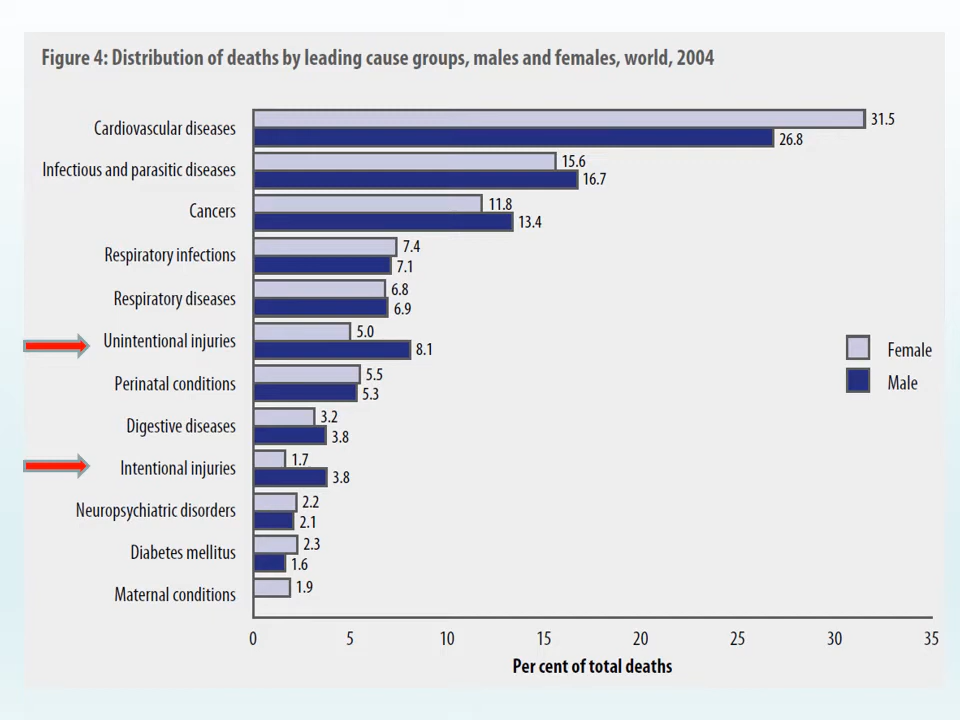 Figure 4: Distribution of deaths by leading cause groups, males and females, world, 2004
Cardiovascular diseases
31.5
26.8
Infectious and parasitic diseases
15.6
16.7
Cancers
11.8
13.4
Respiratory infections
7.4
7.1
Respiratory diseases
6.8
6.9
Unintentional injuries
5.0
8.1
Perinatal conditions
5.5
5.3
Digestive diseases
3.2
3.8
Intentional injuries
1.7
3.8
Neuropsychiatric disorders
2.2
2.1
Diabetes mellitus
2.3
1.6
Maternal conditions
1.9
Female
Male
0 5 10 15 20 25 30 35
Per cent of total deaths